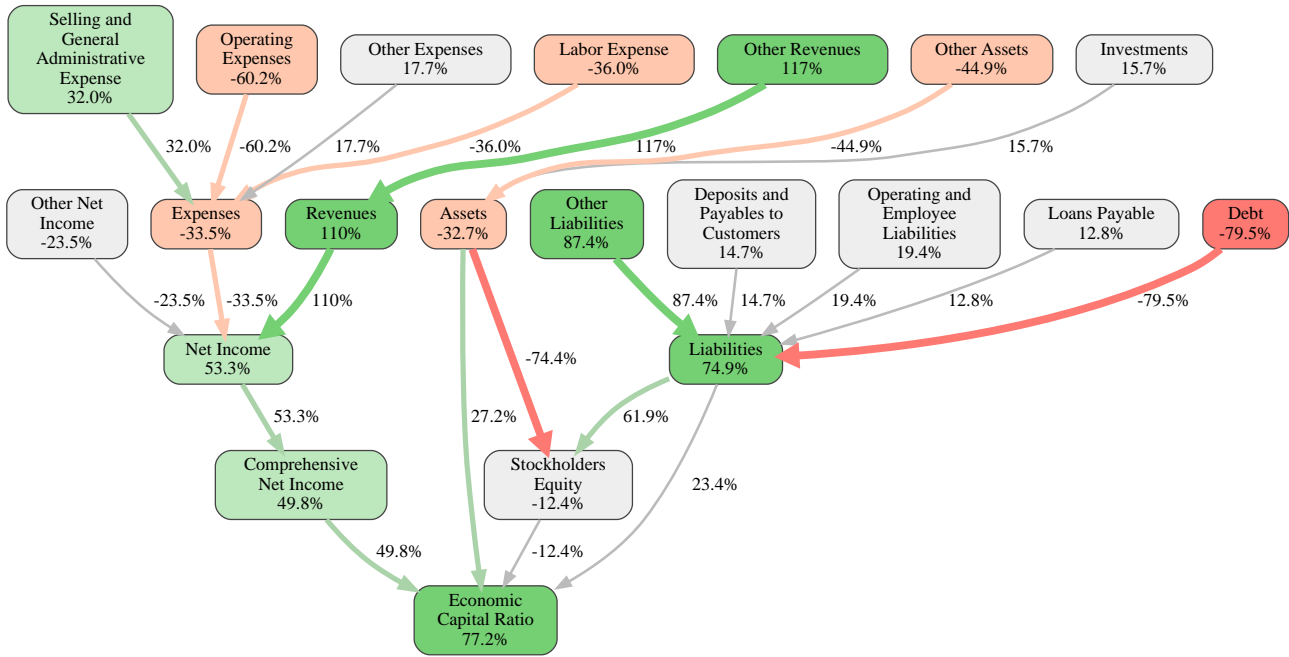 Selling and
General
Administrative
Expense
32.0%
Operating
Expenses
-60.2%
Other Expenses
17.7%
Labor Expense
-36.0%
Other Revenues
117%
Other Assets
-44.9%
Investments
15.7%
32.0%
-60.2%
17.7%
-36.0%
117%
-44.9%
15.7%
Other Net
Income
-23.5%
Expenses
-33.5%
Revenues
110%
Assets
-32.7%
Other
Liabilities
87.4%
Deposits and
Payables to
Customers
14.7%
Operating and
Employee
Liabilities
19.4%
Loans Payable
12.8%
Debt
-79.5%
-23.5%
-33.5%
110%
87.4%
14.7%
19.4%
12.8%
-79.5%
Net Income
53.3%
-74.4%
Liabilities
74.9%
53.3%
27.2%
61.9%
Comprehensive
Net Income
49.8%
Stockholders
Equity
-12.4%
23.4%
49.8%
-12.4%
Economic
Capital Ratio
77.2%